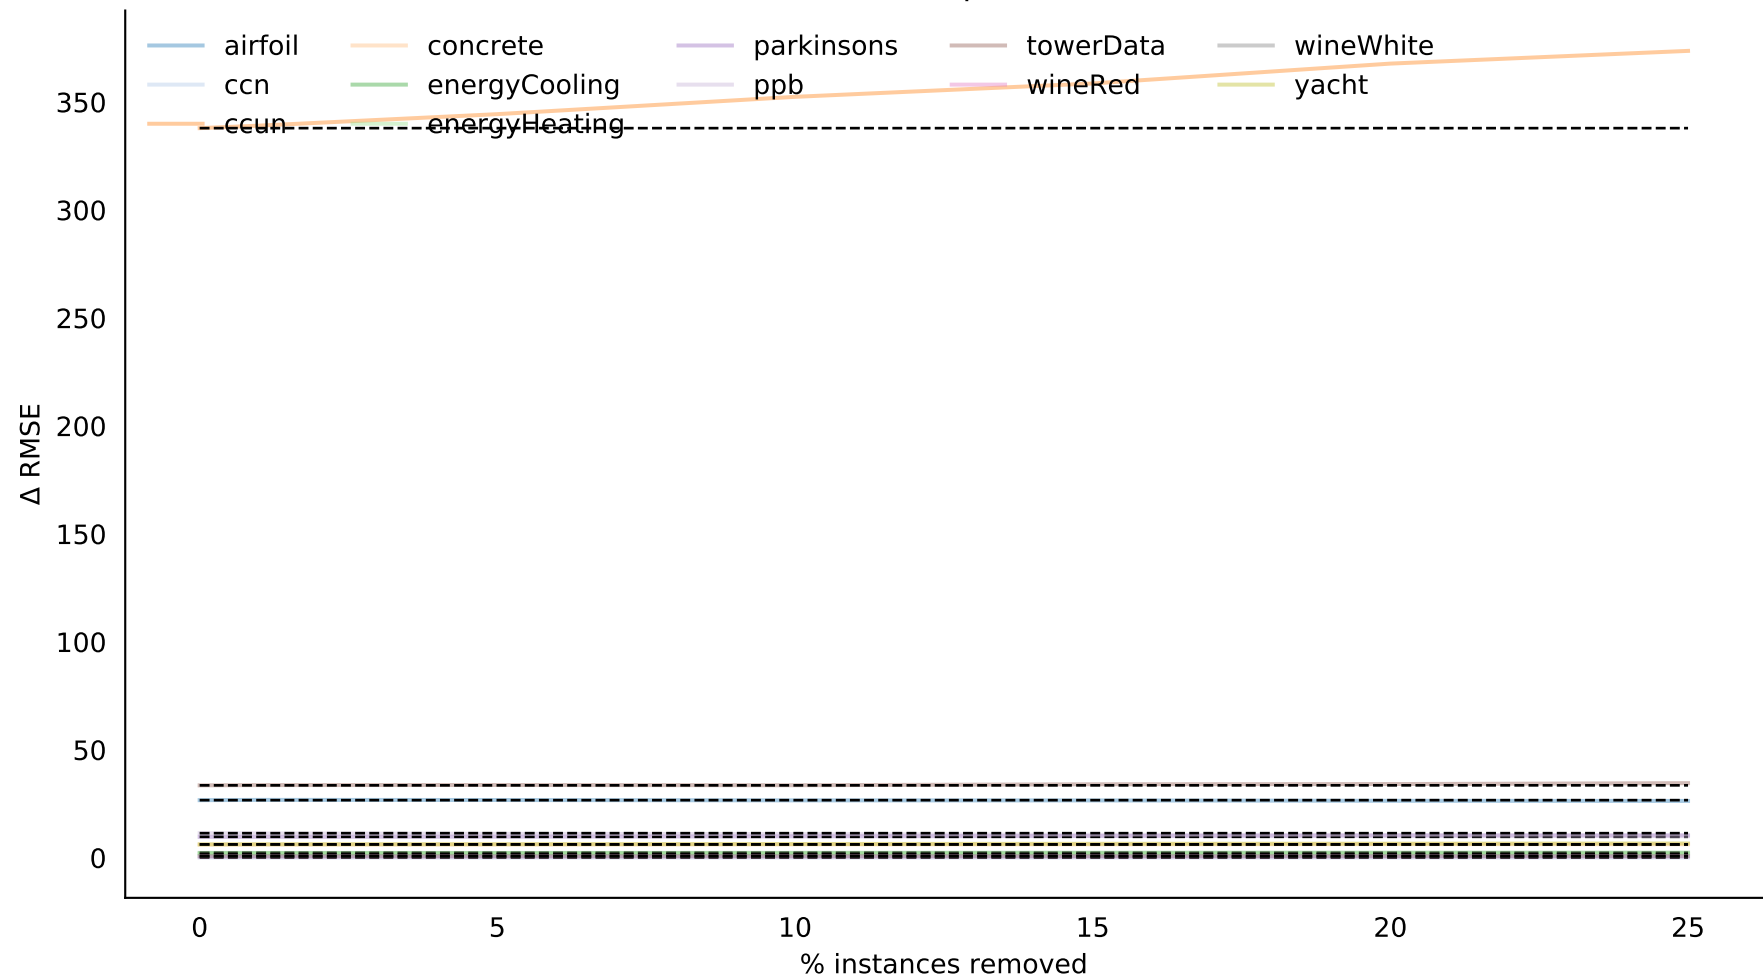 airfoil concrete parkinsons towerData wineWhite
ccn energyCooling ppb wineRed yacht
ccun energyHeating
350
300
250
200
150
100
50
0
Δ RMSE
0 5 10 15 20 25
% instances removed